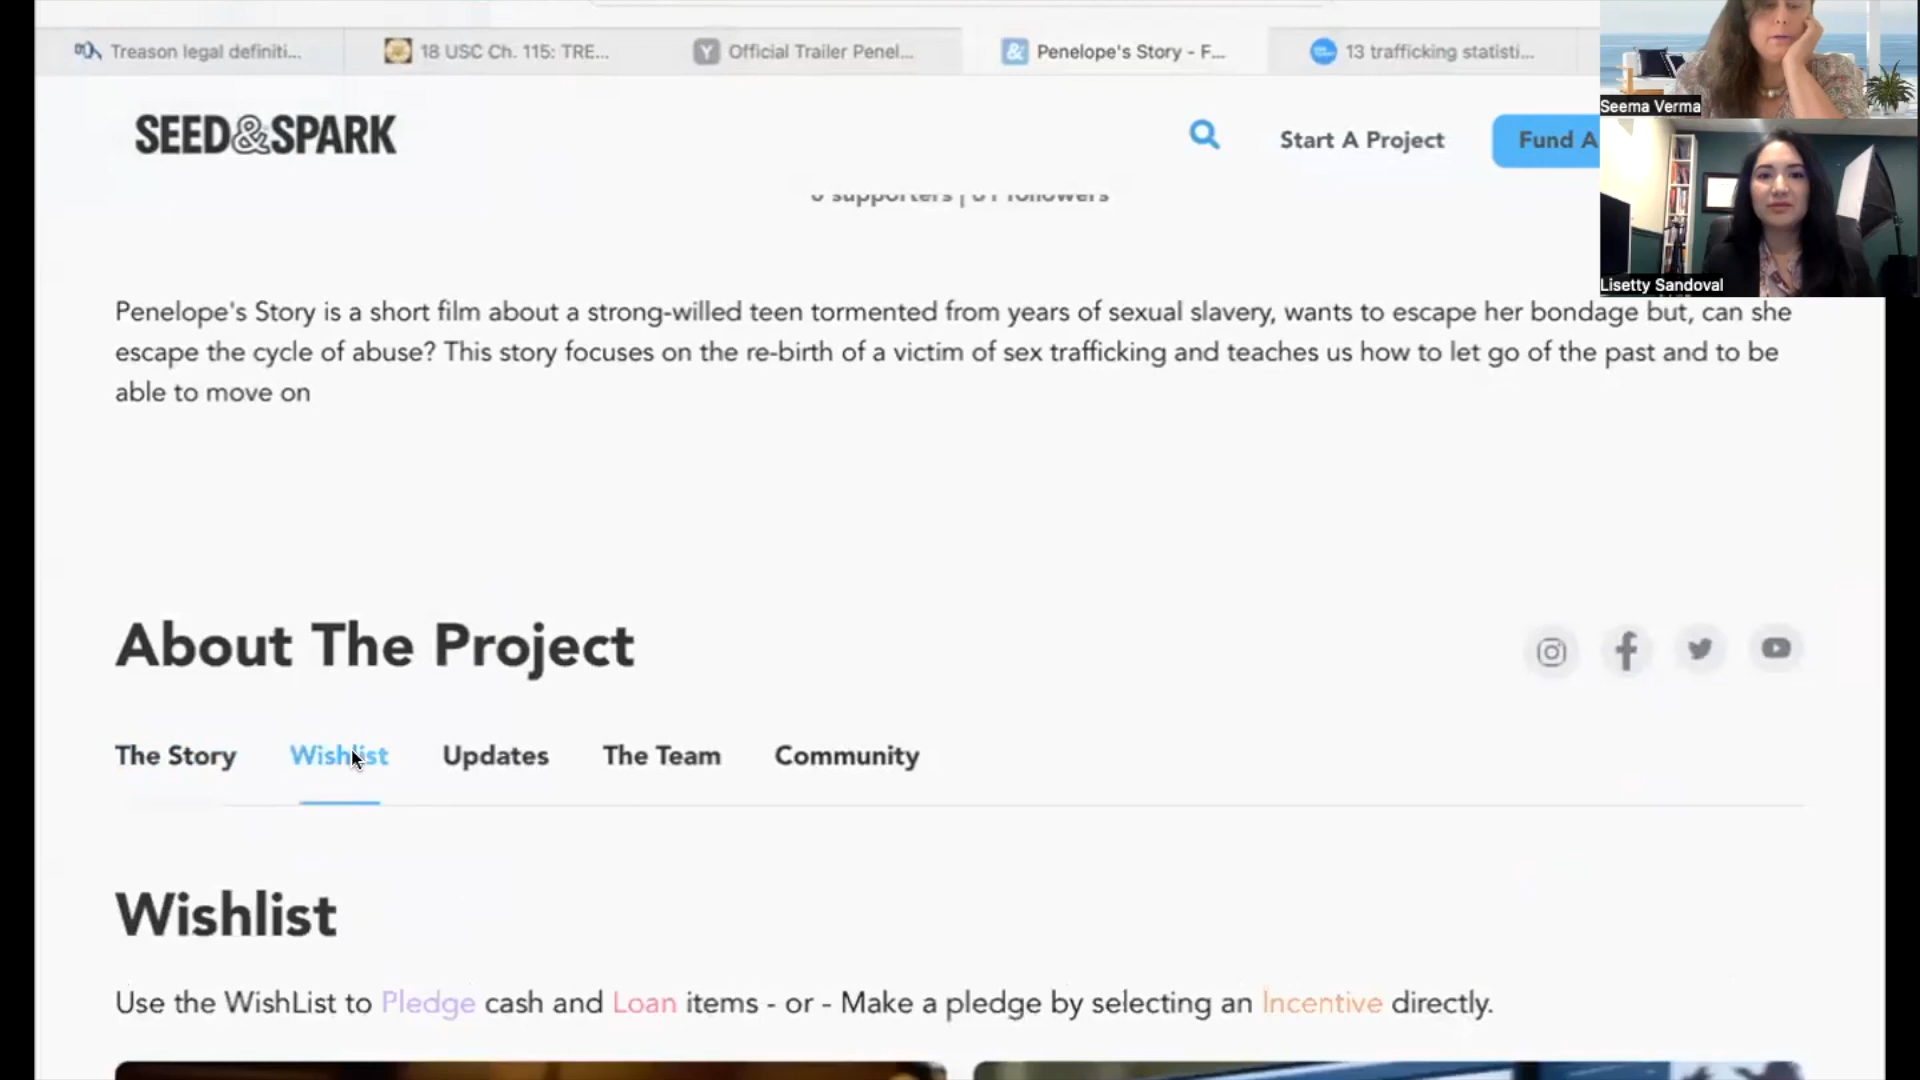 Treason legal definiti...
18 USC Ch. 115: TRE...
Official Trailer Penel...
Penelope's Story - F...
13 trafficking statisti...
Seema Verma
SEED&SPARK
Start A Project
Fund A
Lisetty Sandoval
supporters | 61 followers
Penelope's Story is a short film about a strong-willed teen tormented from years of sexual slavery, wants to escape her bondage but, can she
escape the cycle of abuse? This story focuses on the re-birth of a victim of sex trafficking and teaches us how to let go of the past and to be
able to move on
About The Project
The Story
Wishlist
Updates
The Team
Community
Wishlist
Use the WishList to Pledge cash and Loan items - or - Make a pledge by selecting an Incentive directly.